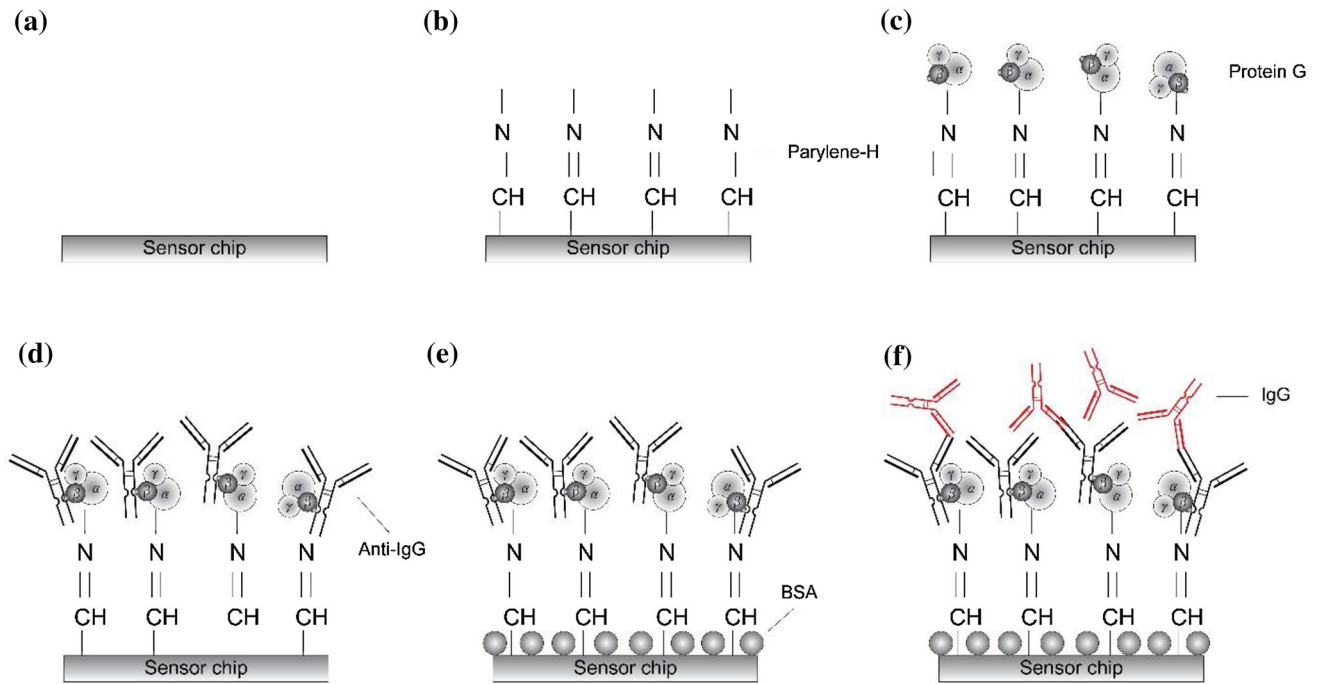 (a)
Sensor chip
(b)
N N N N
Parylene-H
CH CH CH CH
Sensor chip
(c)
γ β α γ β α γ β α α γ β
Protein G
N N N N
CH CH CH CH
Sensor chip
(d)
γ β α γ β α γ β α α γ β
Anti-IgG
N N N N
CH CH CH CH
Sensor chip
(e)
γ β α γ β α γ β α α γ β
N N N N
BSA
CH CH CH CH
Sensor chip
(f)
IgG
γ β α γ β α γ β α α γ β
N N N N
CH CH CH CH
Sensor chip